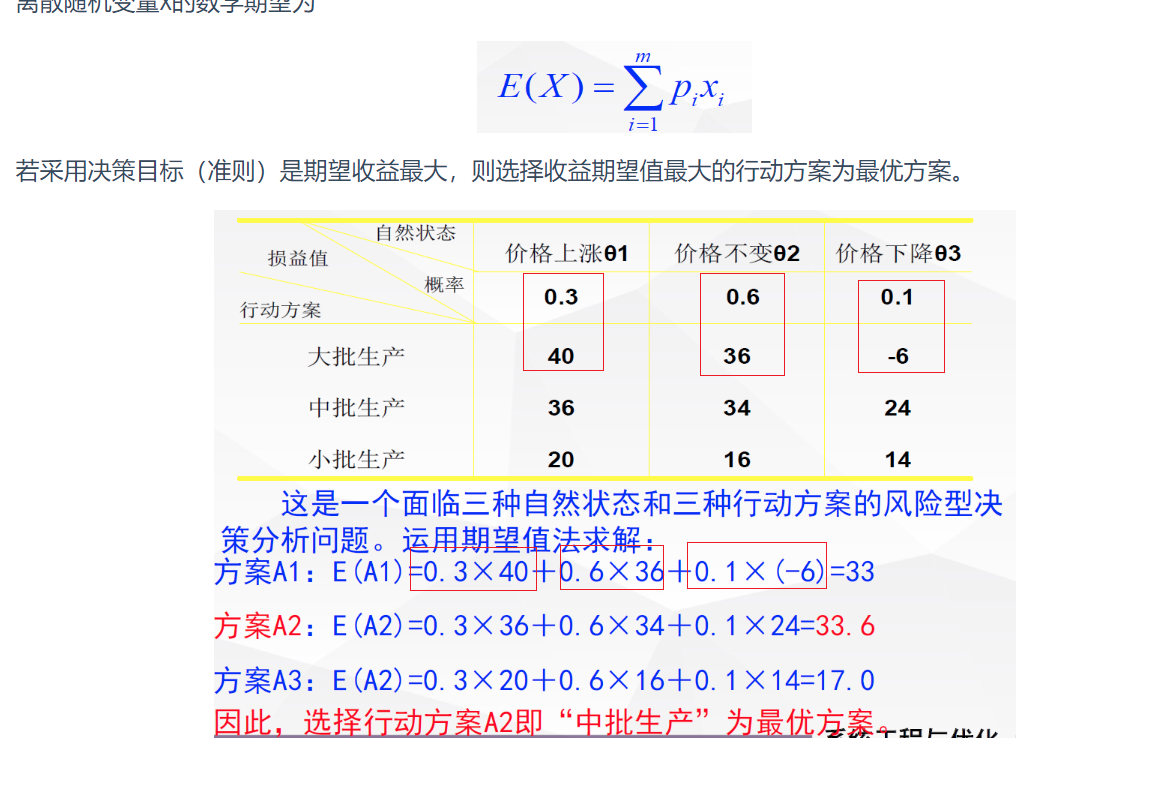 离散随机变量X的数学期望为
E(X) = \sum_{i=1}^{m} p_i x_i
若采用决策目标（准则）是期望收益最大，则选择收益期望值最大的行动方案为最优方案。
自然状态
损益值
概率
行动方案
价格上涨θ1 价格不变θ2 价格下降θ3
0.3 0.6 0.1
大批生产 40 36 -6
中批生产 36 34 24
小批生产 20 16 14
这是一个面临三种自然状态和三种行动方案的风险型决
策分析问题。运用期望值法求解：
方案A1：E(A1)=0.3×40＋0.6×36＋0.1×(-6)=33
方案A2：E(A2)=0.3×36＋0.6×34＋0.1×24=33.6
方案A3：E(A2)=0.3×20＋0.6×16＋0.1×14=17.0
因此，选择行动方案A2即“中批生产”为最优方案。
系统工程与优化